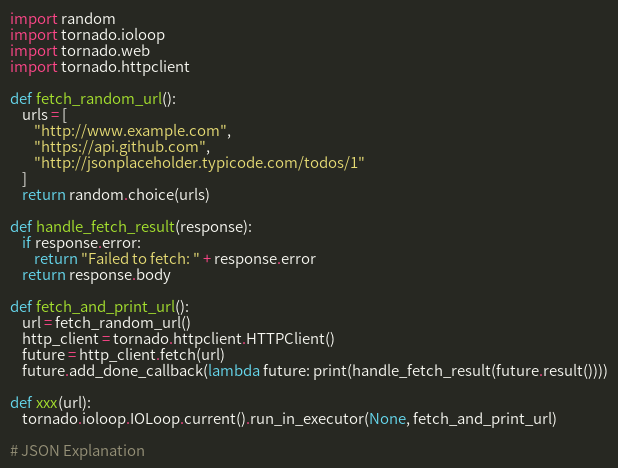 import random
import tornado.ioloop
import tornado.web
import tornado.httpclient

def fetch_random_url():
    urls = [
        "http://www.example.com",
        "https://api.github.com",
        "http://jsonplaceholder.typicode.com/todos/1"
    ]
    return random.choice(urls)

def handle_fetch_result(response):
    if response.error:
        return "Failed to fetch: " + response.error
    return response.body

def fetch_and_print_url():
    url = fetch_random_url()
    http_client = tornado.httpclient.HTTPClient()
    future = http_client.fetch(url)
    future.add_done_callback(lambda future: print(handle_fetch_result(future.result())))

def xxx(url):
    tornado.ioloop.IOLoop.current().run_in_executor(None, fetch_and_print_url)

# JSON Explanation